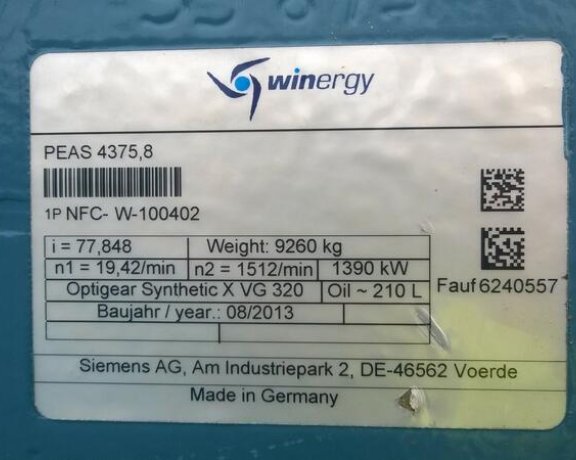 winergy
PEAS 4375,8
1P NFC- W-100402
i = 77,848 Weight: 9260 kg
n1 = 19,42/min n2 = 1512/min 1390 kW
Optigear Synthetic X VG 320 Oil ~ 210 L
Fauf 6240557
Baujahr / year.: 08/2013
Siemens AG, Am Industriepark 2, DE-46562 Voerde
Made in Germany